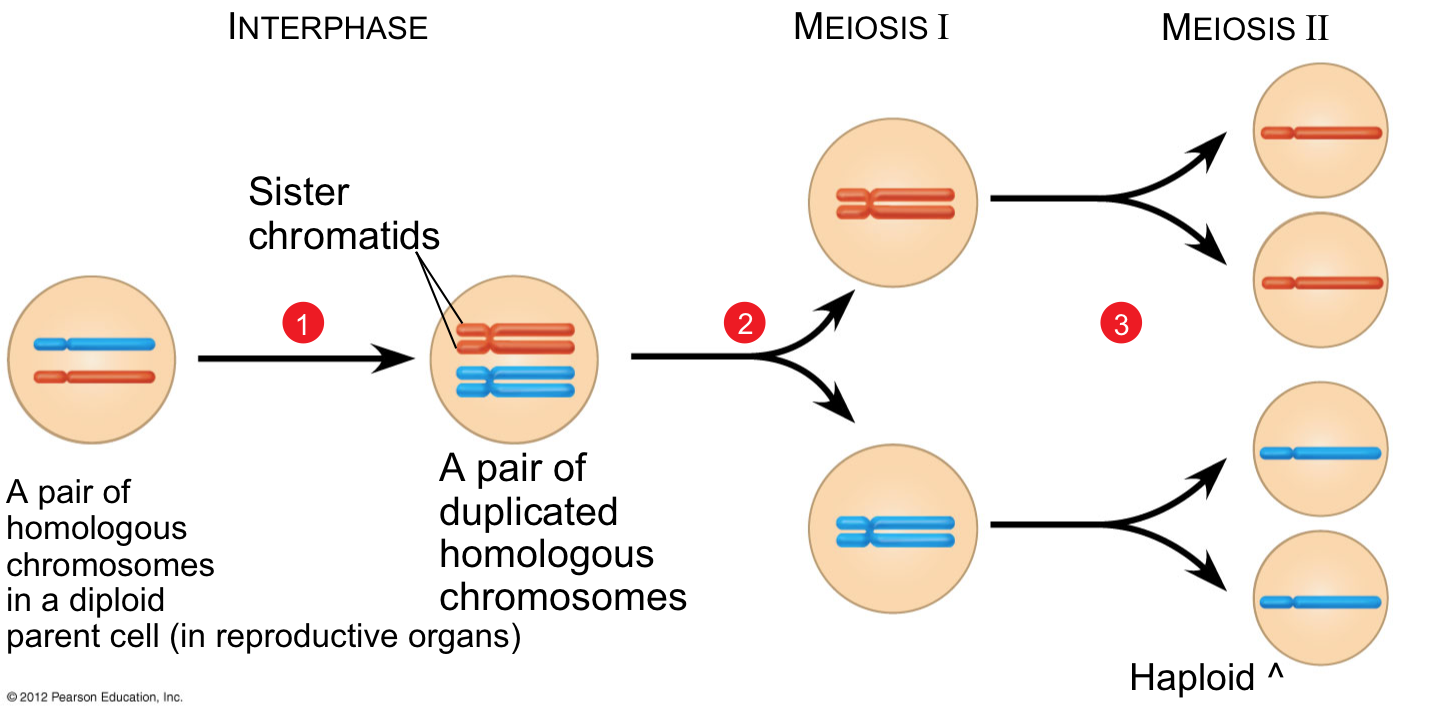 INTERPHASE
MEIOSIS I
MEIOSIS II
Sister
chromatids
1
2
3
A pair of
homologous
chromosomes
in a diploid
parent cell (in reproductive organs)
A pair of
duplicated
homologous
chromosomes
Haploid ^
© 2012 Pearson Education, Inc.